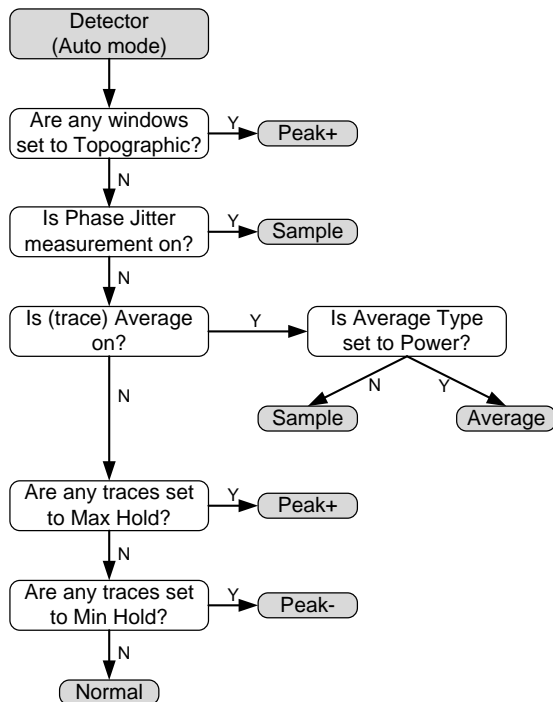 Detector
(Auto mode)
Are any windows
set to Topographic?
Y
Peak+
N
Is Phase Jitter
measurement on?
Y
Sample
N
Is (trace) Average
on?
Y
Is Average Type
set to Power?
N
Y
Sample
Average
N
Are any traces set
to Max Hold?
Y
Peak+
N
Are any traces set
to Min Hold?
Y
Peak-
N
Normal